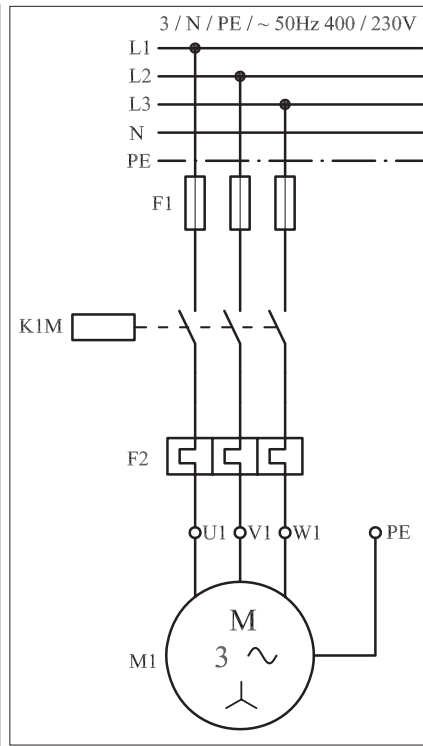 3 / N / PE / ~ 50Hz 400 / 230V
L1
L2
L3
N
PE
F1
K1M
F2
U1 V1 W1 PE
M
M1 3